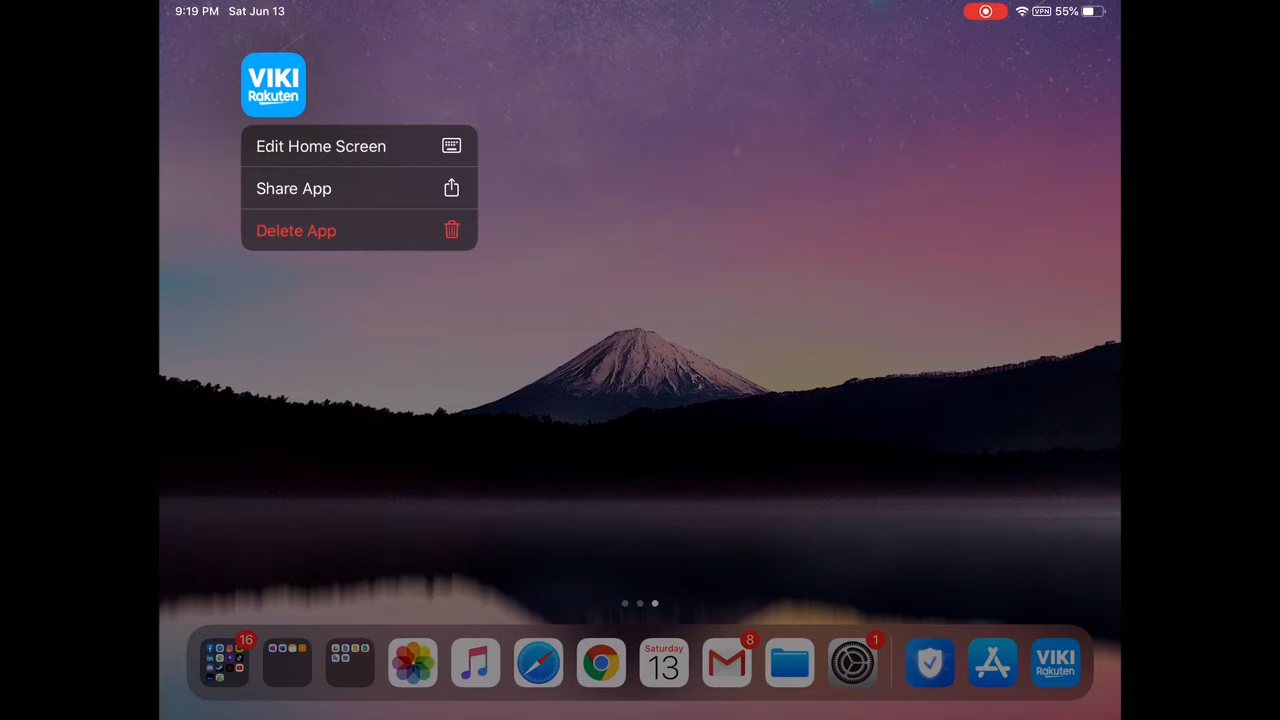 9:19 PM Sat Jun 13
VPN 55%
VIKI
Rakuten
Edit Home Screen
Share App
Delete App
16
Saturday
13
8
1
VIKI
Rakuten